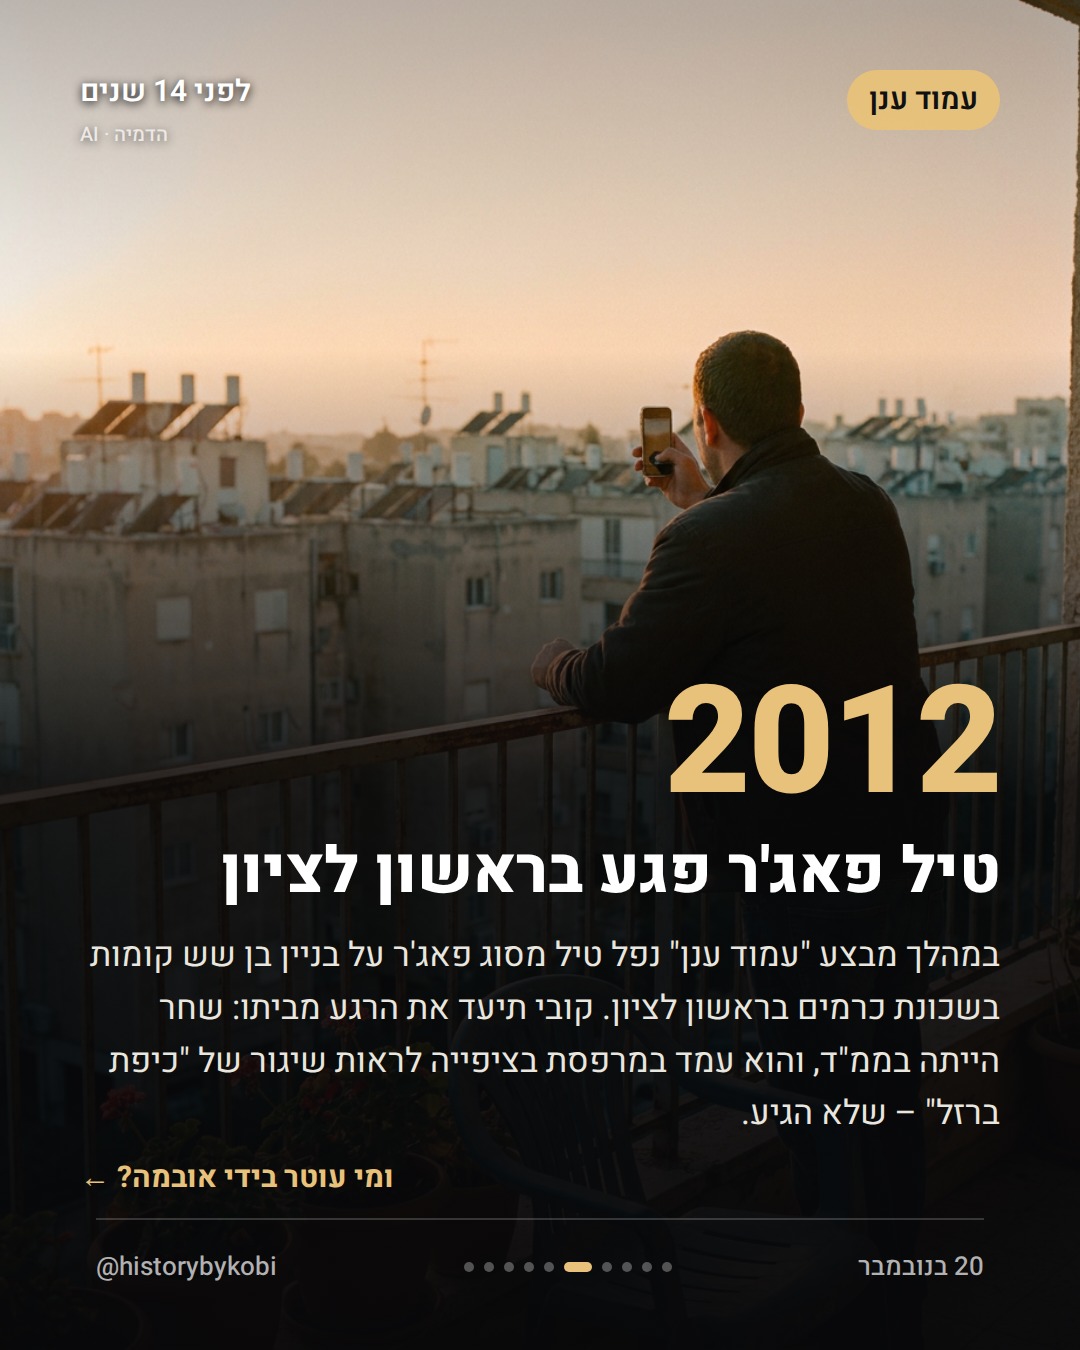 עמוד ענן
לפני 14 שנים
הדמיה · AI
2012
טיל פאג'ר פגע בראשון לציון
במהלך מבצע "עמוד ענן" נפל טיל מסוג פאג'ר על בניין בן שש קומות
בשכונת כרמים בראשון לציון. קובי תיעד את הרגע מביתו: שחר
הייתה בממ"ד, והוא עמד במרפסת בציפייה לראות שיגור של "כיפת
ברזל" – שלא הגיע.
ומי עוטר בידי אובמה? ←
20 בנובמבר
@historybykobi